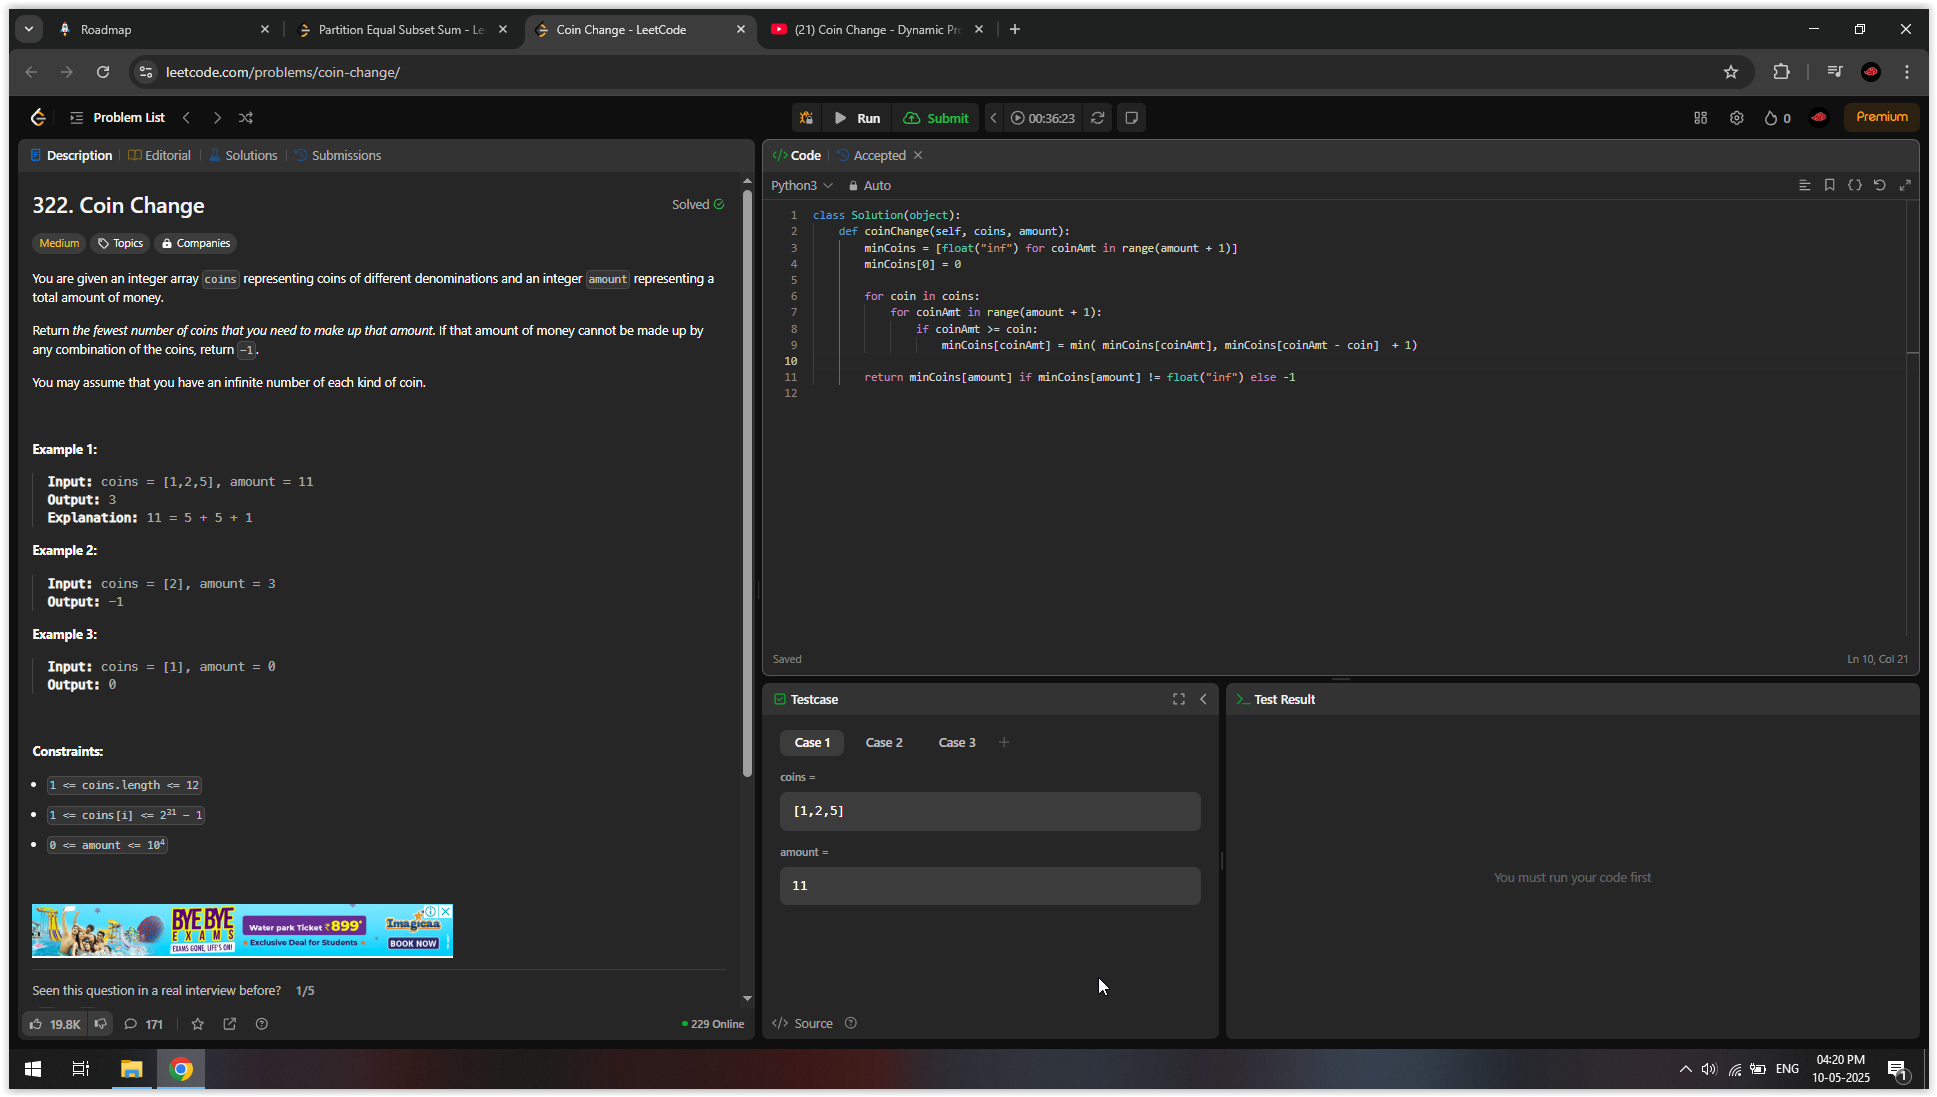 Roadmap
Partition Equal Subset Sum - Le
Coin Change - LeetCode
(21) Coin Change - Dynamic Pr
leetcode.com/problems/coin-change/
Problem List
Run
Submit
00:36:23
0
Premium
Description
Editorial
Solutions
Submissions
322. Coin Change
Solved
Medium
Topics
Companies
You are given an integer array coins representing coins of different denominations and an integer amount representing a
total amount of money.
Return the fewest number of coins that you need to make up that amount. If that amount of money cannot be made up by
any combination of the coins, return -1.
You may assume that you have an infinite number of each kind of coin.
Example 1:
Input: coins = [1,2,5], amount = 11
Output: 3
Explanation: 11 = 5 + 5 + 1
Example 2:
Input: coins = [2], amount = 3
Output: -1
Example 3:
Input: coins = [1], amount = 0
Output: 0
Constraints:
1 <= coins.length <= 12
1 <= coins[i] <= 2³¹ - 1
0 <= amount <= 10⁴
BYE BYE
EXAMS
EXAMS GONE, LIFE'S ON!
Water park Ticket ₹899*
Exclusive Deal for Students
Imagicaa
BOOK NOW
Seen this question in a real interview before? 1/5
19.8K
171
229 Online
Code
Accepted
Python3
Auto
1 class Solution(object):
2 def coinChange(self, coins, amount):
3 minCoins = [float("inf") for coinAmt in range(amount + 1)]
4 minCoins[0] = 0
5
6 for coin in coins:
7 for coinAmt in range(amount + 1):
8 if coinAmt >= coin:
9 minCoins[coinAmt] = min( minCoins[coinAmt], minCoins[coinAmt - coin] + 1)
10
11 return minCoins[amount] if minCoins[amount] != float("inf") else -1
12
Saved
Ln 10, Col 21
Testcase
Case 1
Case 2
Case 3
coins =
[1,2,5]
amount =
11
Source
Test Result
You must run your code first
ENG
04:20 PM
10-05-2025
1